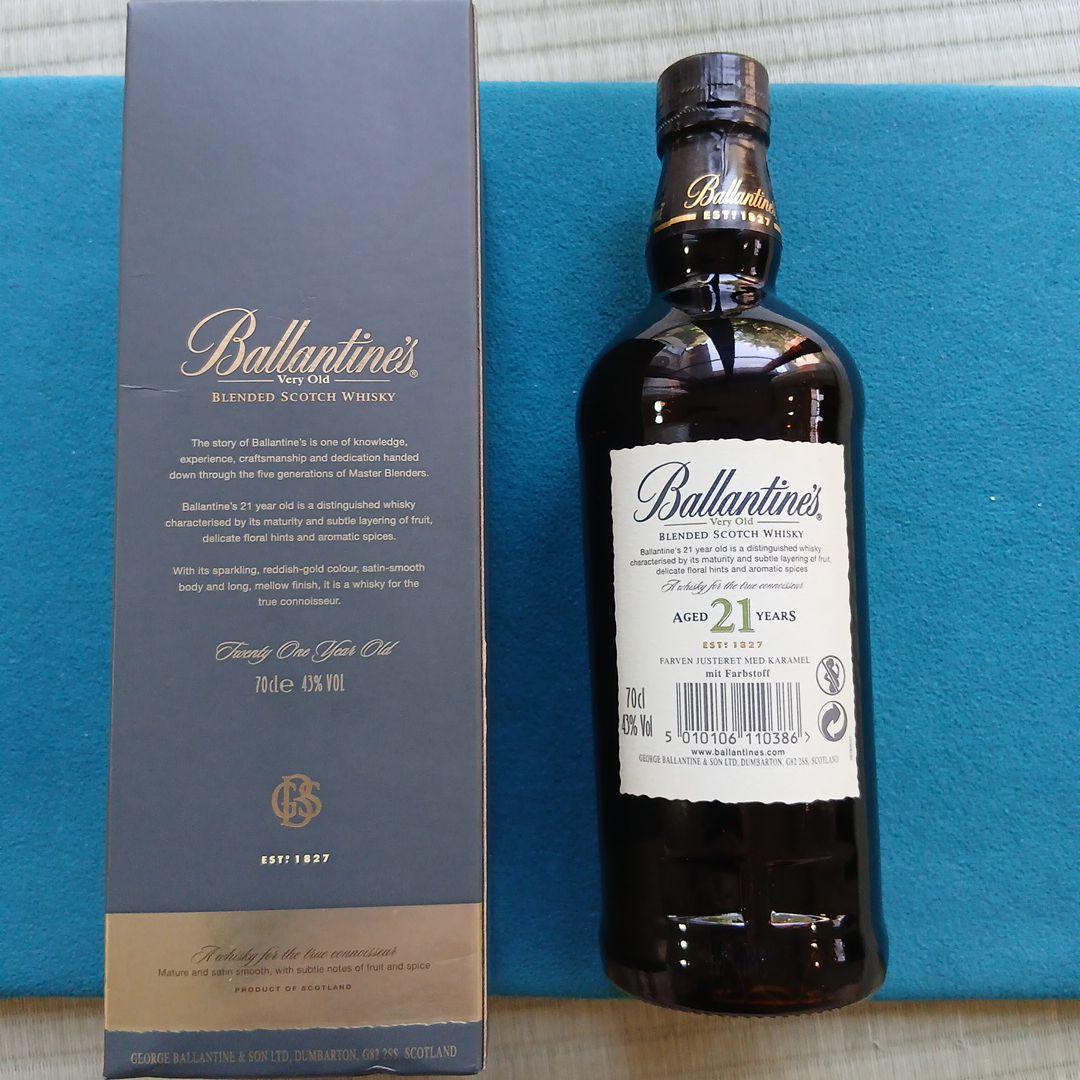 Ballantine's®
Very Old
BLENDED SCOTCH WHISKY
The story of Ballantine's is one of knowledge,
experience, craftsmanship and dedication handed
down through the five generations of Master Blenders.
Ballantine's 21 year old is a distinguished whisky
characterised by its maturity and subtle layering of fruit,
delicate floral hints and aromatic spices.
With its sparkling, reddish-gold colour, satin-smooth
body and long, mellow finish, it is a whisky for the
true connoisseur.
Twenty One Year Old
70cl e 43% VOL
GBS
ESTD 1827
A whisky for the true connoisseur
Mature and satin smooth, with subtle notes of fruit and spice
PRODUCT OF SCOTLAND
GEORGE BALLANTINE & SON LTD, DUMBARTON, G82 2SS, SCOTLAND
Ballantine's
ESTD 1827
Ballantine's®
Very Old
BLENDED SCOTCH WHISKY
Ballantine's 21 year old is a distinguished whisky
characterised by its maturity and subtle layering of fruit,
delicate floral hints and aromatic spices
A whisky for the true connoisseur
AGED 21 YEARS
ESTD 1827
FARVEN JUSTERET MED KARAMEL
mit Farbstoff
70cl
43% Vol
5 010106 110386 >
www.ballantines.com
GEORGE BALLANTINE & SON LTD, DUMBARTON, G82 2SS, SCOTLAND